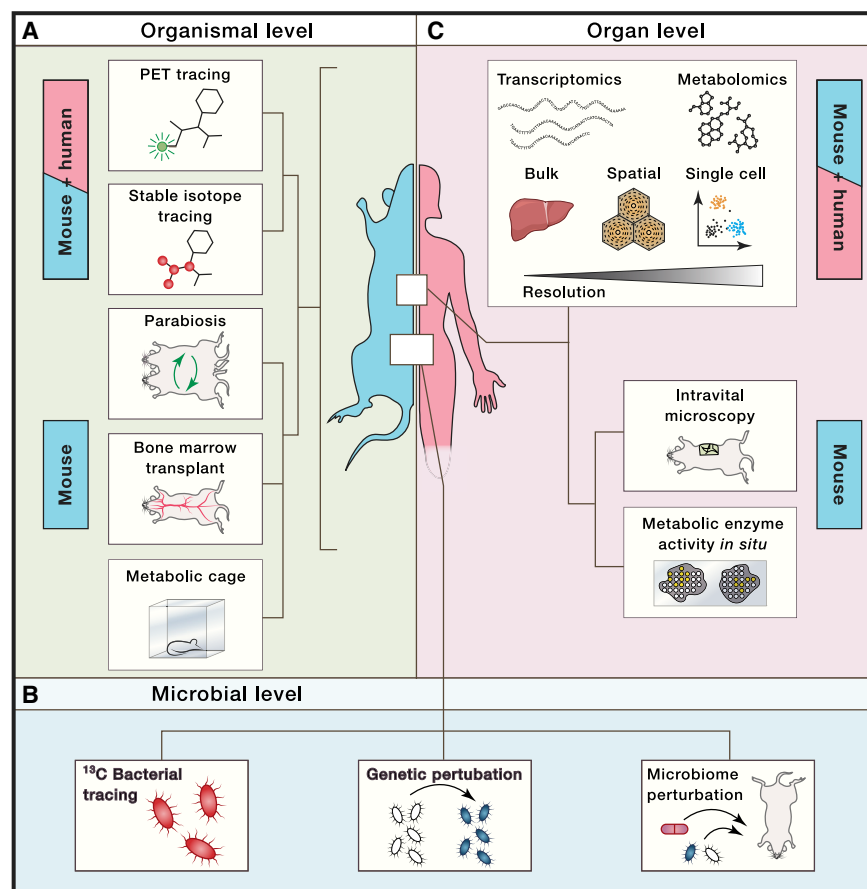 A
Organismal level
Mouse + human
PET tracing
Stable isotope
tracing
Parabiosis
Mouse
Bone marrow
transplant
Metabolic cage
C
Organ level
Transcriptomics
Metabolomics
Bulk
Spatial
Single cell
Resolution
Mouse + human
Intravital
microscopy
Metabolic enzyme
activity in situ
Mouse
B
Microbial level
¹³C Bacterial
tracing
Genetic pertubation
Microbiome
perturbation